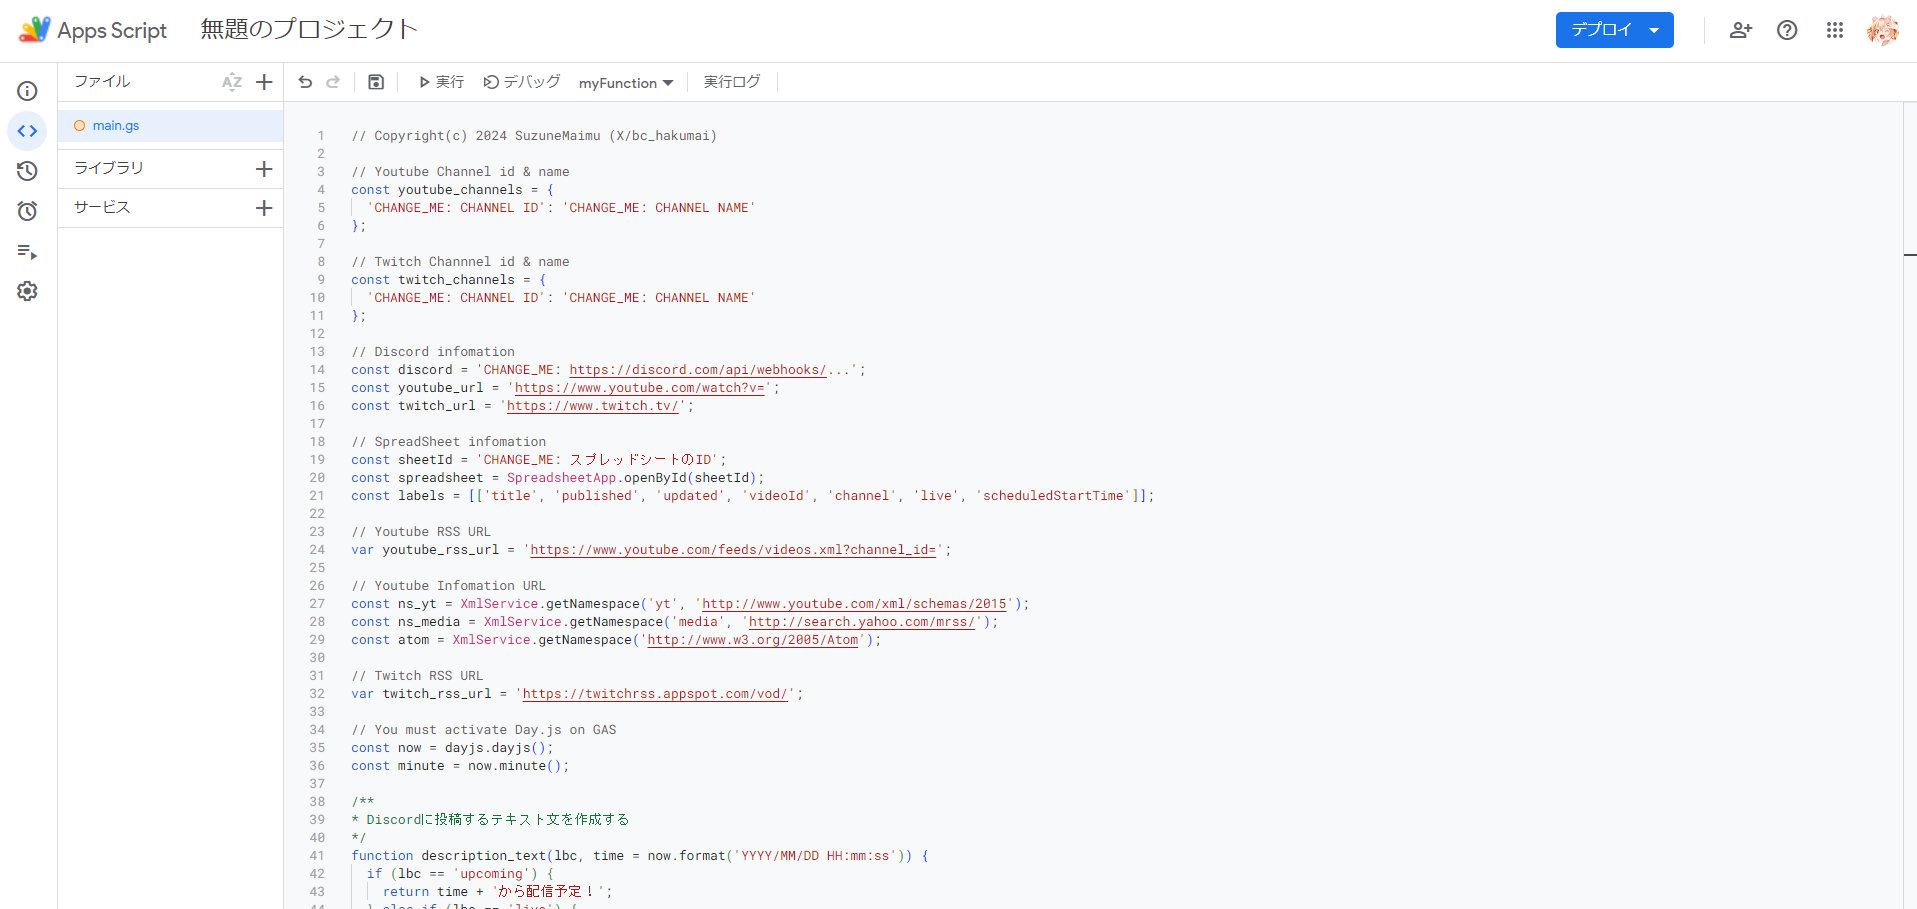 Apps Script
無題のプロジェクト
デプロイ
ファイル
AZ
実行
デバッグ
myFunction
実行ログ
main.gs
ライブラリ
サービス
1 // Copyright(c) 2024 SuzuneMaimu (X/bc_hakumai)
2
3 // Youtube Channel id & name
4 const youtube_channels = {
5 'CHANGE_ME: CHANNEL ID': 'CHANGE_ME: CHANNEL NAME'
6 };
7
8 // Twitch Channnel id & name
9 const twitch_channels = {
10 'CHANGE_ME: CHANNEL ID': 'CHANGE_ME: CHANNEL NAME'
11 };
12
13 // Discord infomation
14 const discord = 'CHANGE_ME: https://discord.com/api/webhooks/...';
15 const youtube_url = 'https://www.youtube.com/watch?v=';
16 const twitch_url = 'https://www.twitch.tv/';
17
18 // SpreadSheet infomation
19 const sheetId = 'CHANGE_ME: スプレッドシートのID';
20 const spreadsheet = SpreadsheetApp.openById(sheetId);
21 const labels = [['title', 'published', 'updated', 'videoId', 'channel', 'live', 'scheduledStartTime']];
22
23 // Youtube RSS URL
24 var youtube_rss_url = 'https://www.youtube.com/feeds/videos.xml?channel_id=';
25
26 // Youtube Infomation URL
27 const ns_yt = XmlService.getNamespace('yt', 'http://www.youtube.com/xml/schemas/2015');
28 const ns_media = XmlService.getNamespace('media', 'http://search.yahoo.com/mrss/');
29 const atom = XmlService.getNamespace('http://www.w3.org/2005/Atom');
30
31 // Twitch RSS URL
32 var twitch_rss_url = 'https://twitchrss.appspot.com/vod/';
33
34 // You must activate Day.js on GAS
35 const now = dayjs.dayjs();
36 const minute = now.minute();
37
38 /**
39 * Discordに投稿するテキスト文を作成する
40 */
41 function description_text(lbc, time = now.format('YYYY/MM/DD HH:mm:ss')) {
42 if (lbc == 'upcoming') {
43 return time + 'から配信予定！';
44 } else if (lbc == 'live') {